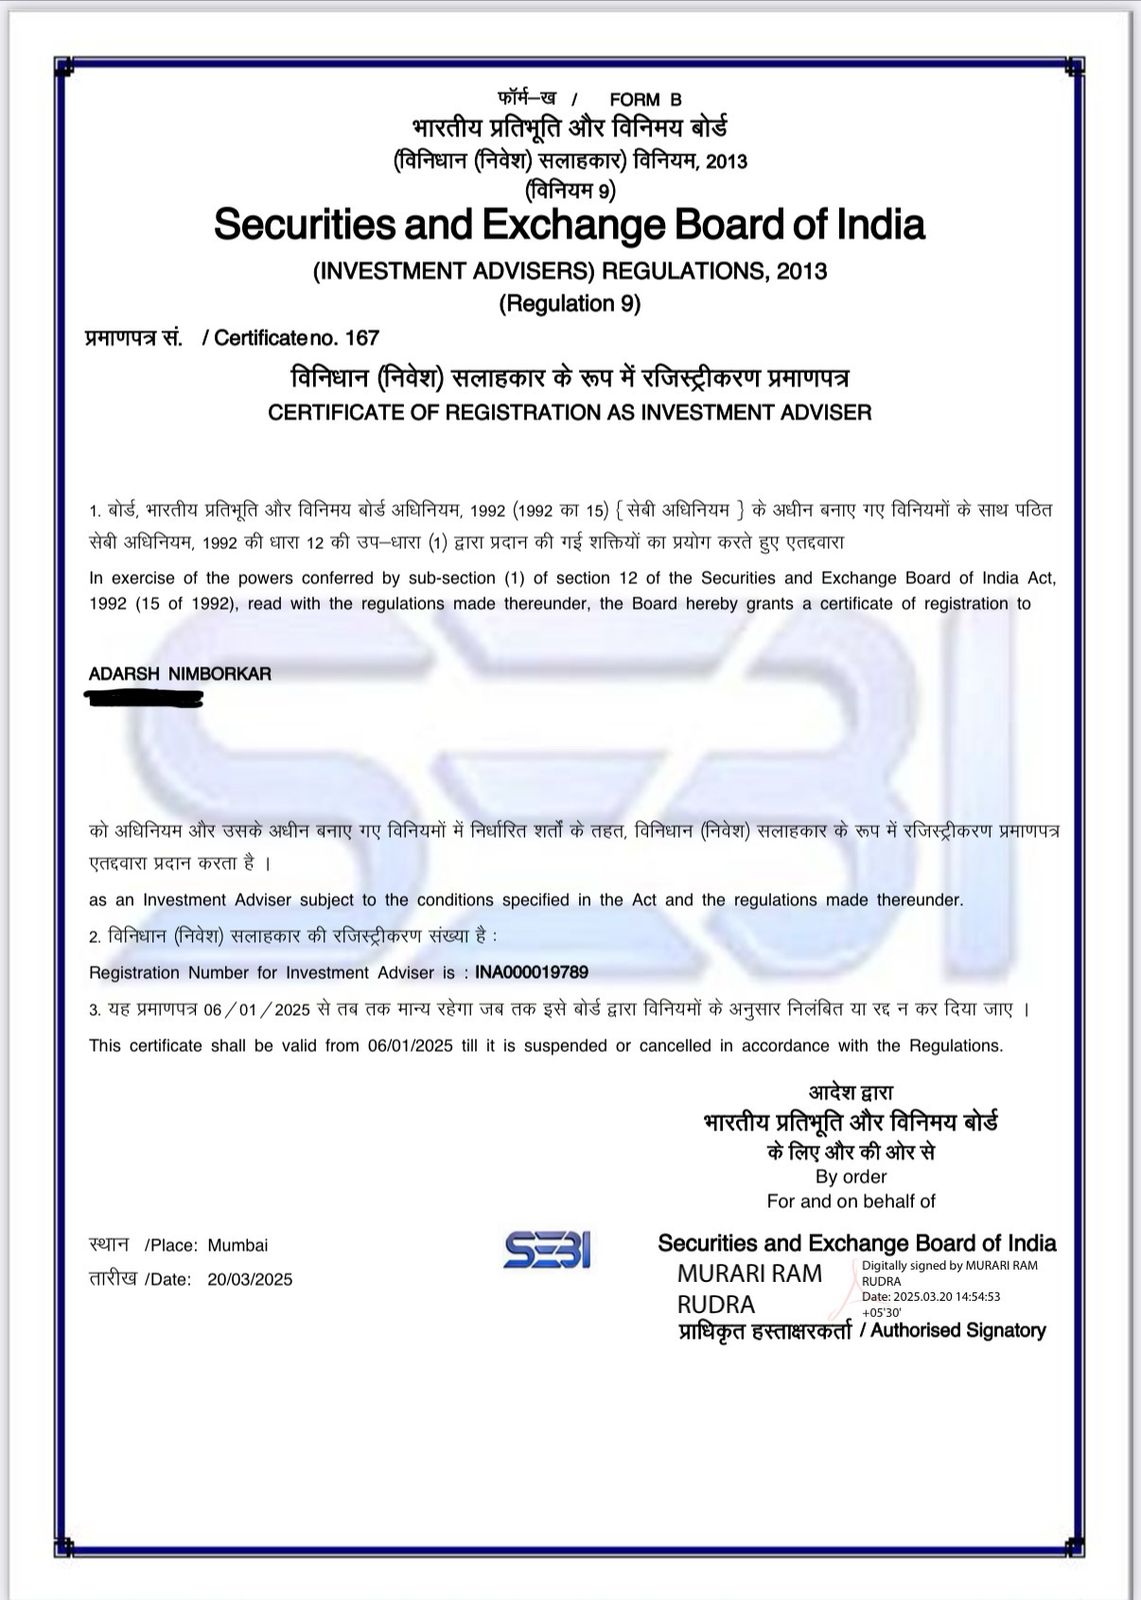 फॉर्म–ख / FORM B
भारतीय प्रतिभूति और विनिमय बोर्ड
(विनिधान (निवेश) सलाहकार) विनियम, 2013
(विनियम 9)
Securities and Exchange Board of India
(INVESTMENT ADVISERS) REGULATIONS, 2013
(Regulation 9)
प्रमाणपत्र सं. / Certificate no. 167
विनिधान (निवेश) सलाहकार के रूप में रजिस्ट्रीकरण प्रमाणपत्र
CERTIFICATE OF REGISTRATION AS INVESTMENT ADVISER
1. बोर्ड, भारतीय प्रतिभूति और विनिमय बोर्ड अधिनियम, 1992 (1992 का 15) { सेबी अधिनियम } के अधीन बनाए गए विनियमों के साथ पठित
सेबी अधिनियम, 1992 की धारा 12 की उप–धारा (1) द्वारा प्रदान की गई शक्तियों का प्रयोग करते हुए एतद्दवारा
In exercise of the powers conferred by sub-section (1) of section 12 of the Securities and Exchange Board of India Act,
1992 (15 of 1992), read with the regulations made thereunder, the Board hereby grants a certificate of registration to
ADARSH NIMBORKAR
को अधिनियम और उसके अधीन बनाए गए विनियमों में निर्धारित शर्तों के तहत, विनिधान (निवेश) सलाहकार के रूप में रजिस्ट्रीकरण प्रमाणपत्र
एतद्दवारा प्रदान करता है ।
as an Investment Adviser subject to the conditions specified in the Act and the regulations made thereunder.
2. विनिधान (निवेश) सलाहकार की रजिस्ट्रीकरण संख्या है :
Registration Number for Investment Adviser is : INA000019789
3. यह प्रमाणपत्र 06/01/2025 से तब तक मान्य रहेगा जब तक इसे बोर्ड द्वारा विनियमों के अनुसार निलंबित या रद्द न कर दिया जाए ।
This certificate shall be valid from 06/01/2025 till it is suspended or cancelled in accordance with the Regulations.
आदेश द्वारा
भारतीय प्रतिभूति और विनिमय बोर्ड
के लिए और की ओर से
By order
For and on behalf of
स्थान /Place: Mumbai
तारीख /Date: 20/03/2025
SEBI
Securities and Exchange Board of India
MURARI RAM
RUDRA
Digitally signed by MURARI RAM
RUDRA
Date: 2025.03.20 14:54:53
+05'30'
प्राधिकृत हस्ताक्षरकर्ता / Authorised Signatory